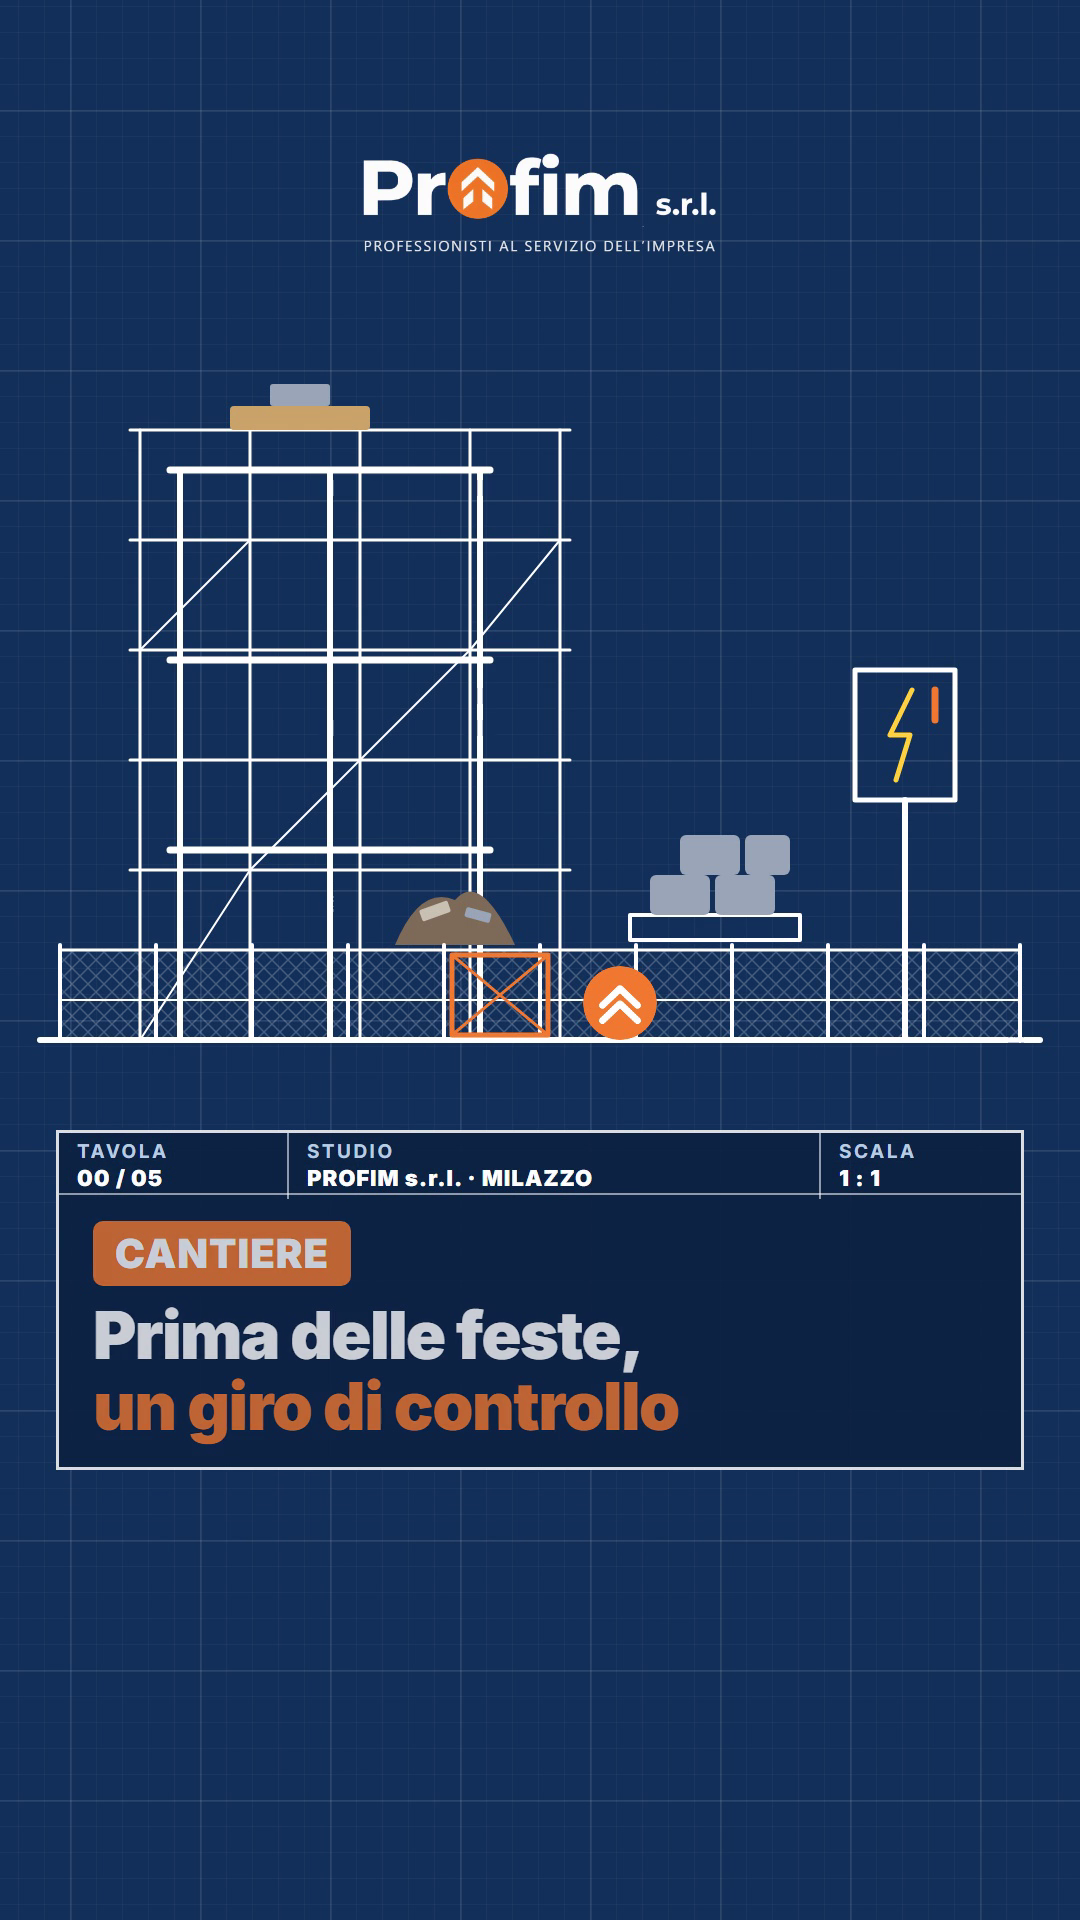 Profim s.r.l.
PROFESSIONISTI AL SERVIZIO DELL'IMPRESA
TAVOLA
00 / 05
STUDIO
PROFIM s.r.l. · MILAZZO
SCALA
1 : 1
CANTIERE
Prima delle feste,
un giro di controllo